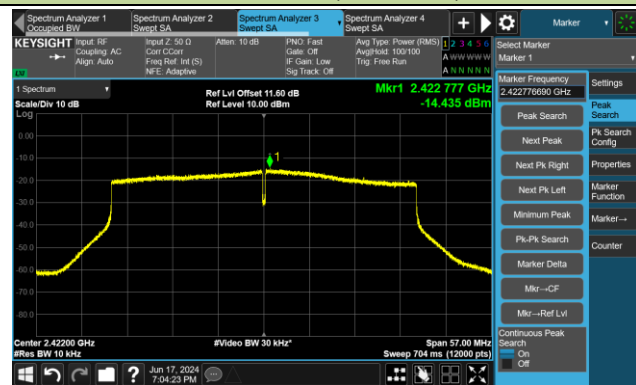 Spectrum Analyzer 1
Occupied BW
Spectrum Analyzer 2
Swept SA
Spectrum Analyzer 3
Swept SA
Spectrum Analyzer 4
Swept SA
Marker
KEYSIGHT
Input: RF
Coupling: AC
Align: Auto
Input Z: 50 Ω
Corr CCorr
Freq Ref: Int (S)
NFE: Adaptive
Atten: 10 dB
PNO: Fast
Gate: Off
IF Gain: Low
Sig Track: Off
Avg Type: Power (RMS)
Avg|Hold: 100/100
Trig: Free Run
1 2 3 4 5 6
A WW WW W
A N N N N N
Select Marker
Marker 1
1 Spectrum
Scale/Div 10 dB
Log
Ref Lvl Offset 11.60 dB
Ref Level 10.00 dBm
Mkr1 2.422 777 GHz
-14.435 dBm
Marker Frequency
2.422776690 GHz
Settings
Peak Search
Peak Search
Next Peak
Pk Search Config
Next Pk Right
Properties
Next Pk Left
Marker Function
Minimum Peak
Marker→
Pk-Pk Search
Counter
Marker Delta
Mkr→CF
Mkr→Ref Lvl
Continuous Peak Search
On
Off
0.00
-10.0
-20.0
-30.0
-40.0
-50.0
-60.0
-70.0
-80.0
1
Center 2.42200 GHz
#Res BW 10 kHz
#Video BW 30 kHz*
Span 57.00 MHz
Sweep 704 ms (12000 pts)
Jun 17, 2024
7:04:23 PM